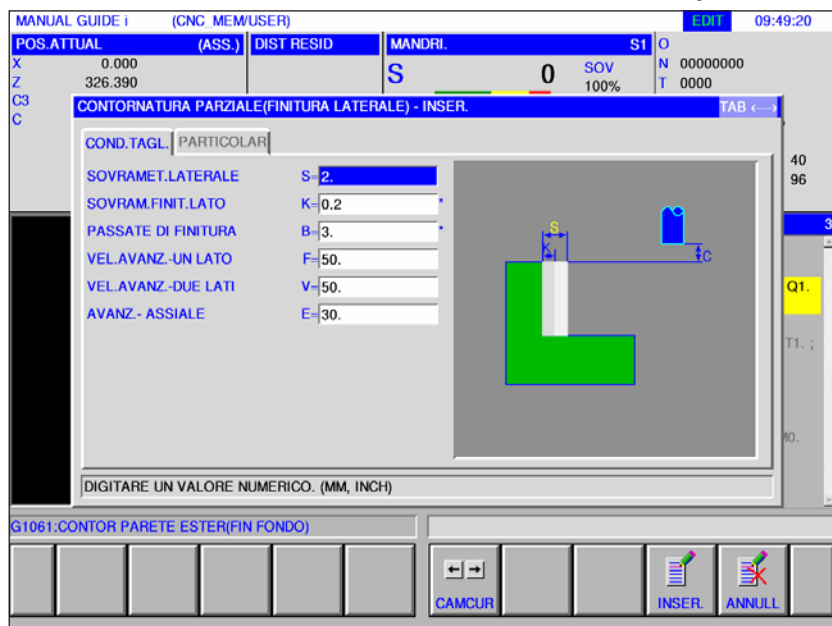 MANUAL GUIDE i (CNC_MEM/USER) EDIT 09:49:20
POS.ATTUAL (ASS.) DIST RESID MANDRI. S1 O
X 0.000 N 00000000
Z 326.390 S 0 SOV 100% T 0000
C3
C
CONTORNATURA PARZIALE(FINITURA LATERALE) - INSER. TAB ←→
COND.TAGL. PARTICOLAR
40
96
SOVRAMET.LATERALE S=2.
SOVRAM.FINIT.LATO K=0.2 *
PASSATE DI FINITURA B=3. *
VEL.AVANZ.-UN LATO F=50.
VEL.AVANZ.-DUE LATI V=50.
AVANZ.- ASSIALE E=30.
S
K
C
3
Q1.
T1. ;
M0.
DIGITARE UN VALORE NUMERICO. (MM, INCH)
G1061:CONTOR PARETE ESTER(FIN FONDO)
CAMCUR INSER. ANNULL